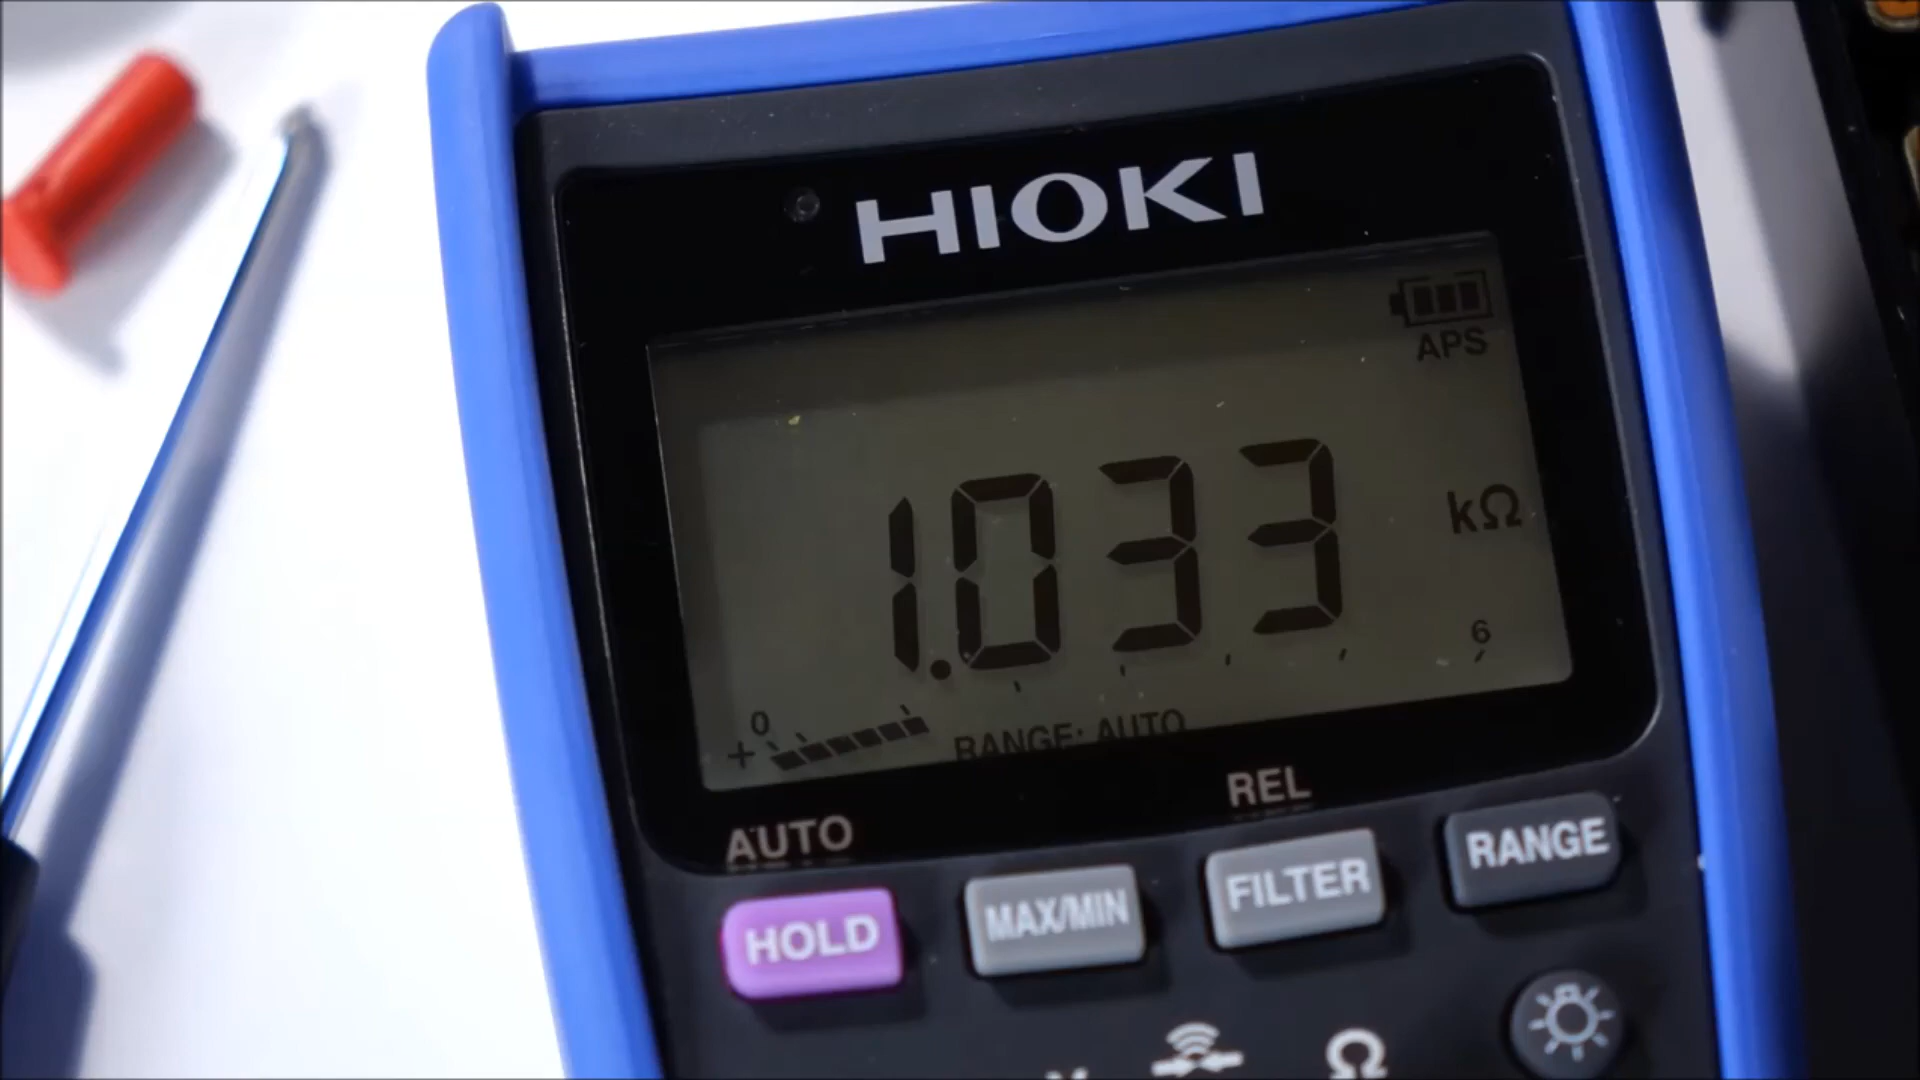 HIOKI
APS
1.033 kΩ
6
0
+
RANGE: AUTO
REL
AUTO
HOLD MAX/MIN FILTER RANGE
Ω